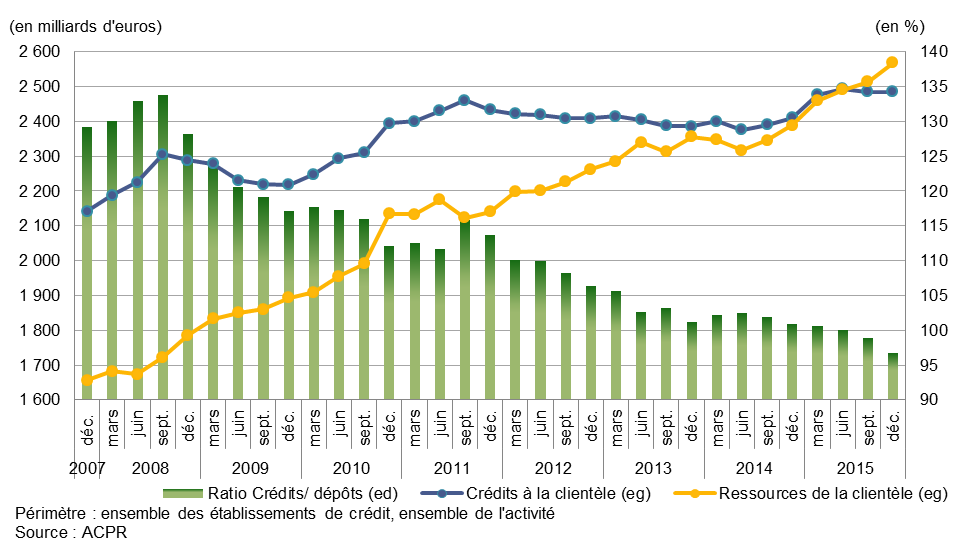 (en milliards d'euros) (en %)
2 600 140
2 500 135
2 400 130
2 300 125
2 200 120
2 100 115
2 000 110
1 900 105
1 800 100
1 700 95
1 600 90
déc. mars juin sept. déc. mars juin sept. déc. mars juin sept. déc. mars juin sept. déc. mars juin sept. déc. mars juin sept. déc. mars juin sept. déc. mars juin sept. déc.
2007 2008 2009 2010 2011 2012 2013 2014 2015
Ratio Crédits/ dépôts (ed) Crédits à la clientèle (eg) Ressources de la clientèle (eg)
Périmètre : ensemble des établissements de crédit, ensemble de l'activité
Source : ACPR